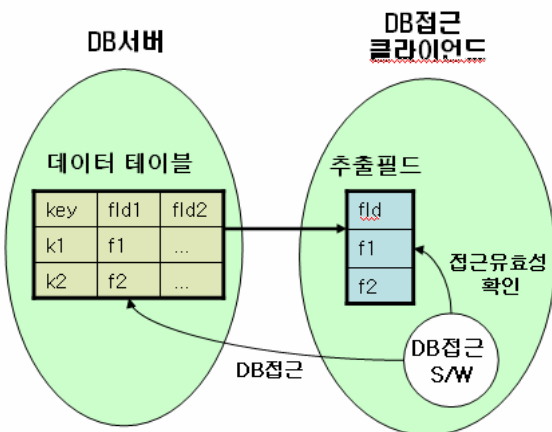 DB서버
DB접근
클라이언드
데이터 테이블
추출필드
key fld1 fld2
k1 f1 ...
k2 f2 ...
fld
f1
f2
접근유효성
확인
DB접근
S/W
DB접근